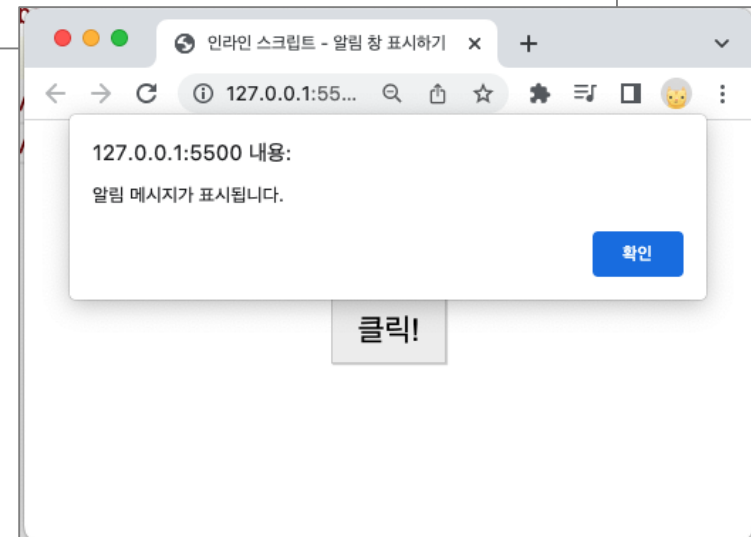 인라인 스크립트 - 알림 창 표시하기
127.0.0.1:55...
127.0.0.1:5500 내용:
알림 메시지가 표시됩니다.
확인
클릭!